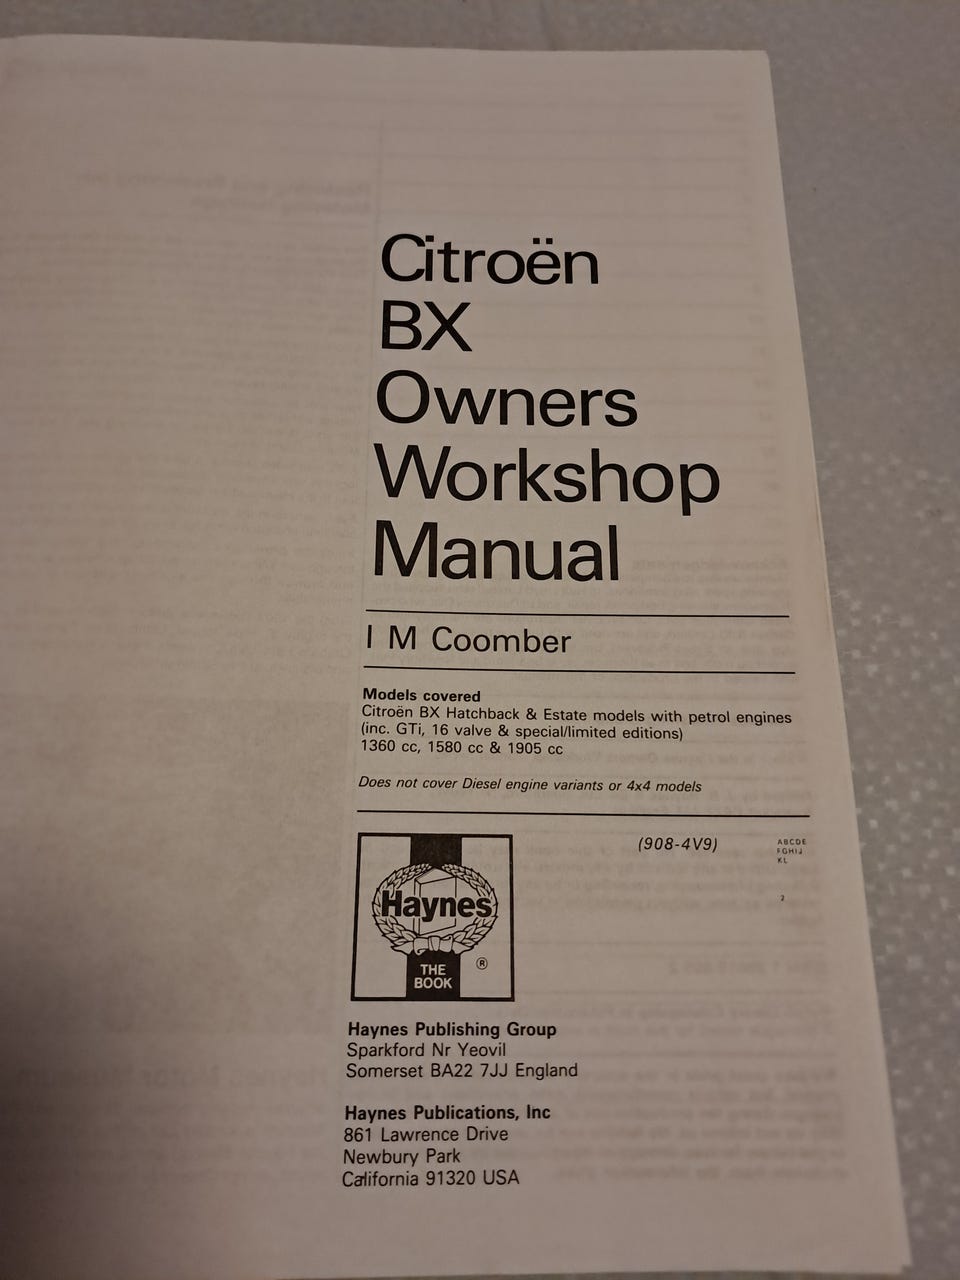 Citroën
BX
Owners
Workshop
Manual
I M Coomber
Models covered
Citroën BX Hatchback & Estate models with petrol engines
(inc. GTi, 16 valve & special/limited editions)
1360 cc, 1580 cc & 1905 cc
Does not cover Diesel engine variants or 4x4 models
(908-4V9)
ABCDE
FGHIJ
KL
2
Haynes
®
THE
BOOK
Haynes Publishing Group
Sparkford Nr Yeovil
Somerset BA22 7JJ England
Haynes Publications, Inc
861 Lawrence Drive
Newbury Park
California 91320 USA